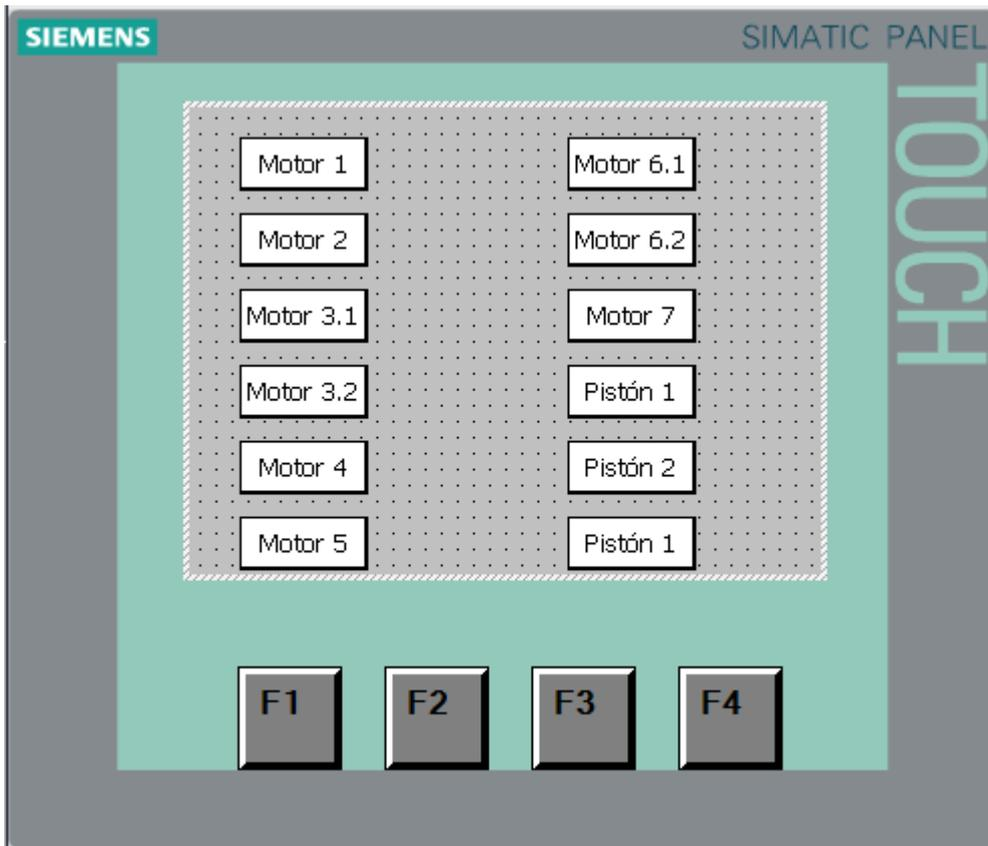 SIEMENS
SIMATIC PANEL
TOUCH
Motor 1
Motor 2
Motor 3.1
Motor 3.2
Motor 4
Motor 5
Motor 6.1
Motor 6.2
Motor 7
Pistón 1
Pistón 2
Pistón 1
F1 F2 F3 F4